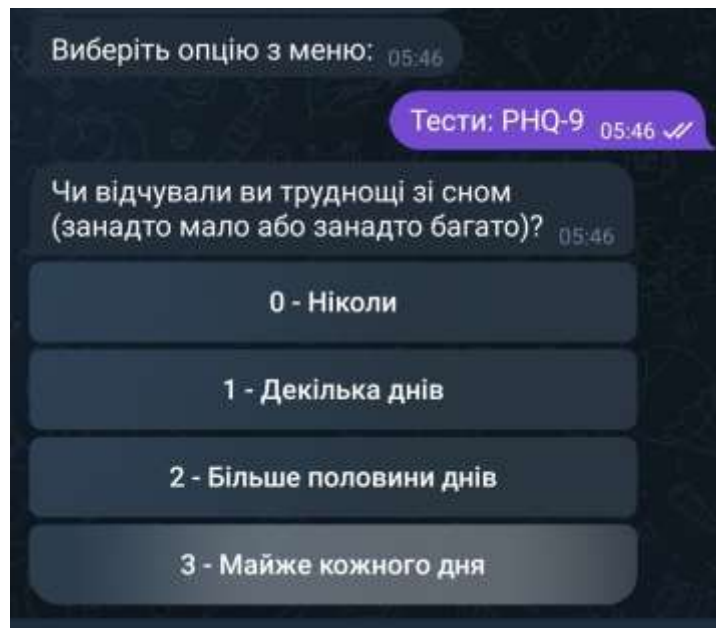 Виберіть опцію з меню: 05:46
Тести: PHQ-9 05:46
Чи відчували ви труднощі зі сном
(занадто мало або занадто багато)? 05:46
0 - Ніколи
1 - Декілька днів
2 - Більше половини днів
3 - Майже кожного дня